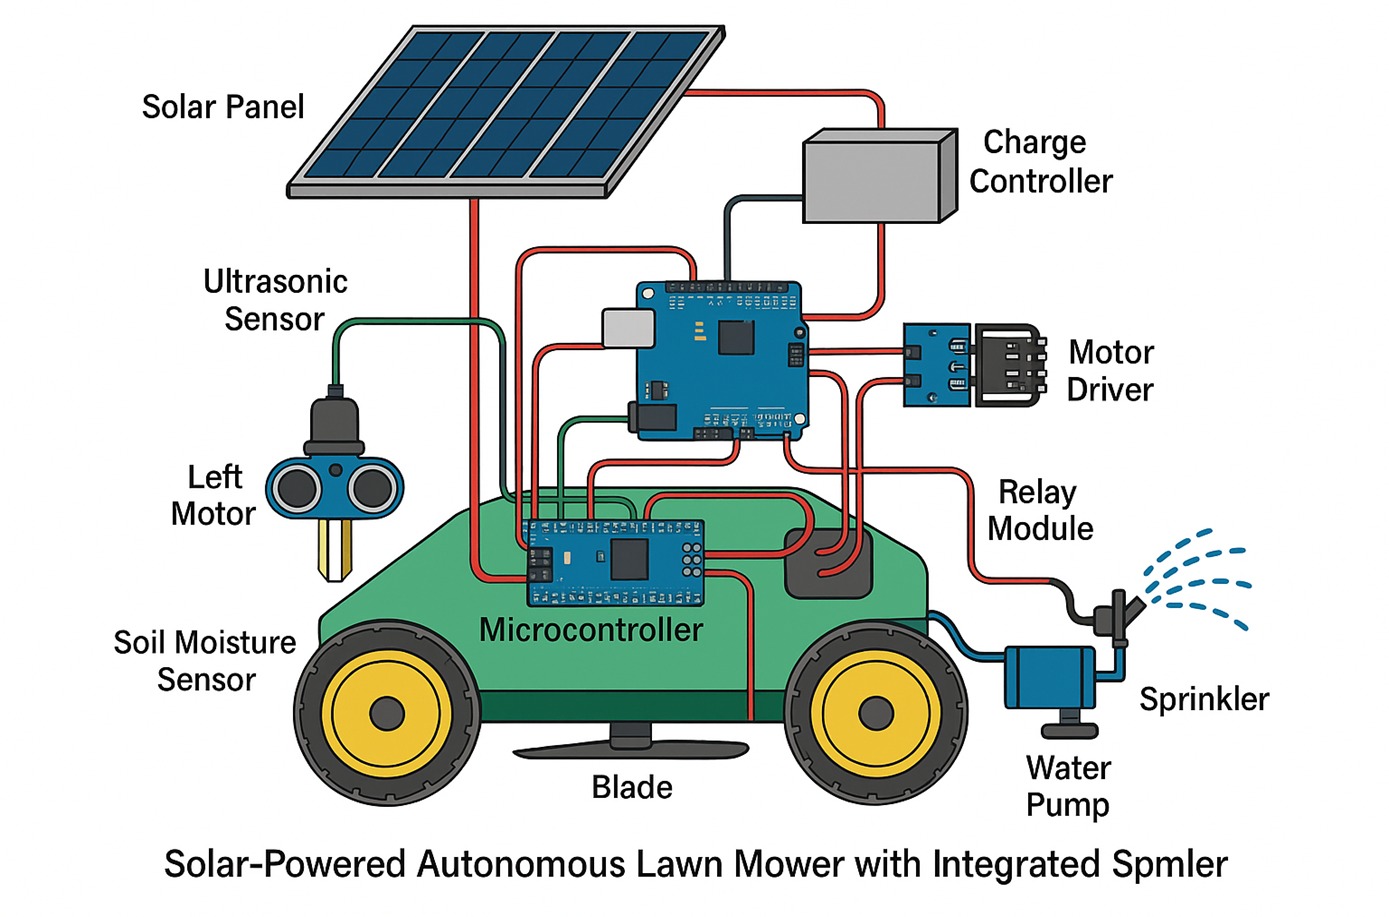 Solar Panel
Charge
Controller
Ultrasonic
Sensor
Motor
Driver
Left
Motor
Relay
Module
Microcontroller
Soil Moisture
Sensor
Sprinkler
Water
Pump
Blade
Solar-Powered Autonomous Lawn Mower with Integrated Spmler